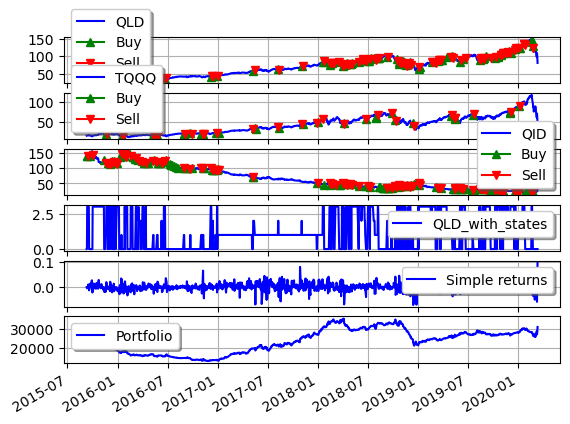 QLD
Buy
Sell
150
100
50
TQQQ
Buy
Sell
100
50
QID
Buy
Sell
150
100
50
QLD_with_states
2.5
0.0
Simple returns
0.1
0.0
Portfolio
30000
20000
2015-07
2016-01
2016-07
2017-01
2017-07
2018-01
2018-07
2019-01
2019-07
2020-01